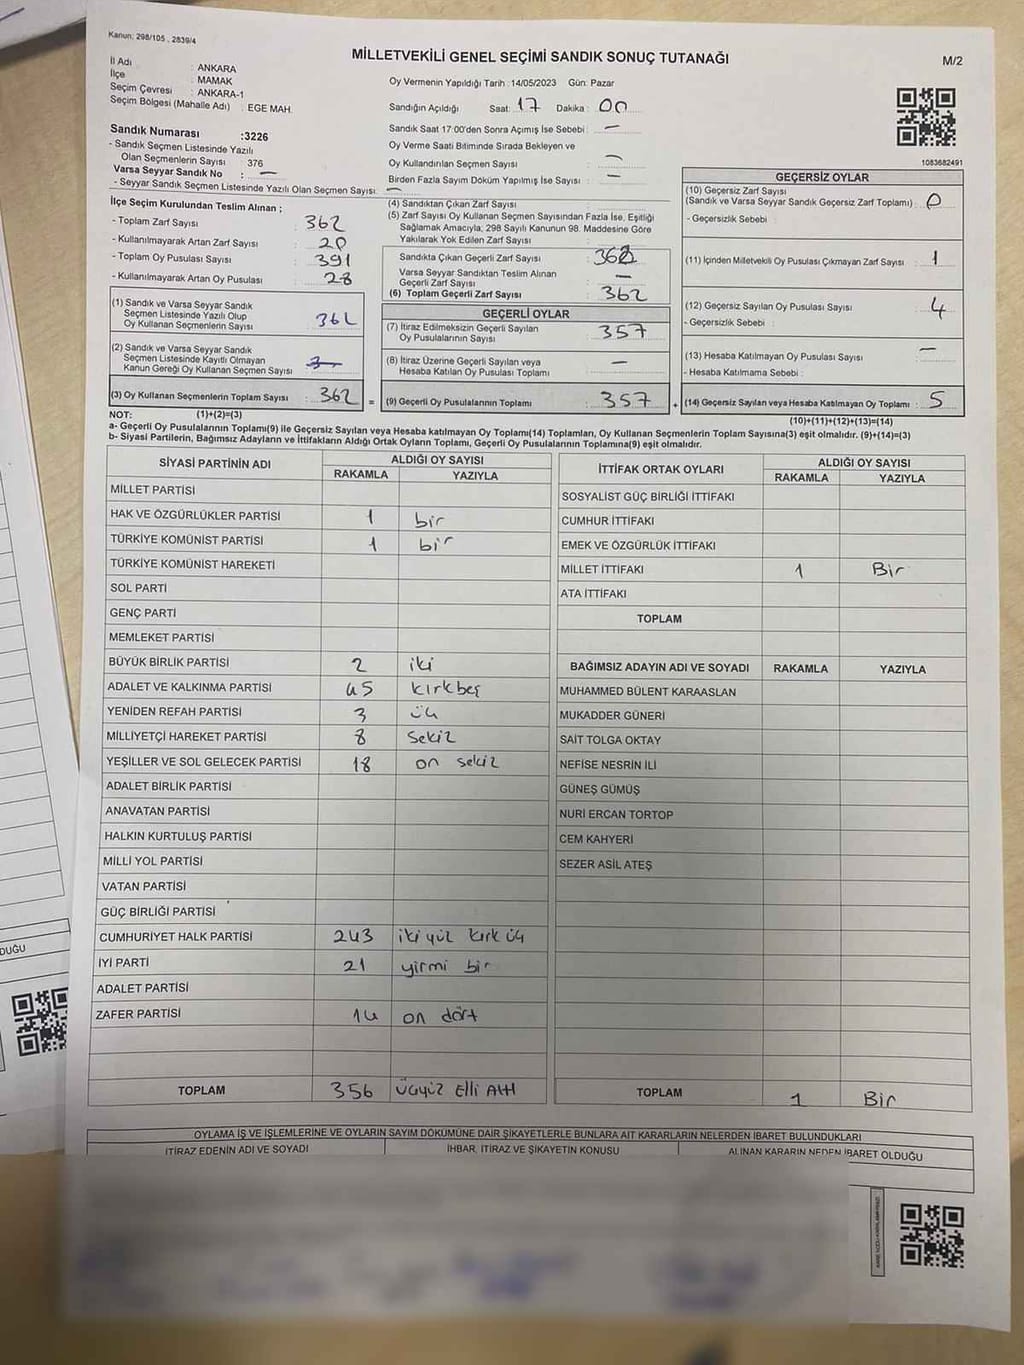 Kanun: 298/105 , 2839/4
MİLLETVEKİLİ GENEL SEÇİMİ SANDIK SONUÇ TUTANAĞI
M/2
İl Adı : ANKARA
İlçe : MAMAK
Seçim Çevresi : ANKARA-1
Seçim Bölgesi (Mahalle Adı) : EGE MAH.
Sandık Numarası :3226
- Sandık Seçmen Listesinde Yazılı
Olan Seçmenlerin Sayısı : 376
Varsa Seyyar Sandık No : —
- Seyyar Sandık Seçmen Listesinde Yazılı Olan Seçmen Sayısı: —
Oy Vermenin Yapıldığı Tarih :14/05/2023 Gün: Pazar
Sandığın Açıldığı Saat: 17 Dakika : 00
Sandık Saat 17:00'den Sonra Açımış İse Sebebi : —
Oy Verme Saati Bitiminde Sırada Bekleyen ve
Oy Kullandırılan Seçmen Sayısı : —
Birden Fazla Sayım Döküm Yapılmış İse Sayısı : —
1083682491
İlçe Seçim Kurulundan Teslim Alınan ;
- Toplam Zarf Sayısı : 362
- Kullanılmayarak Artan Zarf Sayısı : 20
- Toplam Oy Pusulası Sayısı : 391
- Kullanılmayarak Artan Oy Pusulası : 28
(1) Sandık ve Varsa Seyyar Sandık
Seçmen Listesinde Yazılı Olup
Oy Kullanan Seçmenlerin Sayısı : 362
(2) Sandık ve Varsa Seyyar Sandık
Seçmen Listesinde Kayıtlı Olmayan
Kanun Gereği Oy Kullanan Seçmen Sayısı :
(3) Oy Kullanan Seçmenlerin Toplam Sayısı : 362
(4) Sandıktan Çıkan Zarf Sayısı :
(5) Zarf Sayısı Oy Kullanan Seçmen Sayısından Fazla İse, Eşitliği
Sağlamak Amacıyla, 298 Sayılı Kanunun 98. Maddesine Göre
Yakılarak Yok Edilen Zarf Sayısı :
Sandıkta Çıkan Geçerli Zarf Sayısı : 362
Varsa Seyyar Sandıktan Teslim Alınan
Geçerli Zarf Sayısı : —
(6) Toplam Geçerli Zarf Sayısı : 362
GEÇERLİ OYLAR
(7) İtiraz Edilmeksizin Geçerli Sayılan
Oy Pusulalarının Sayısı : 357
(8) İtiraz Üzerine Geçerli Sayılan veya
Hesaba Katılan Oy Pusulası Toplamı : —
= (9) Geçerli Oy Pusulalarının Toplamı : 357
GEÇERSİZ OYLAR
(10) Geçersiz Zarf Sayısı
(Sandık ve Varsa Seyyar Sandık Geçersiz Zarf Toplamı) : 0
- Geçersizlik Sebebi :
(11) İçinden Milletvekili Oy Pusulası Çıkmayan Zarf Sayısı : 1
(12) Geçersiz Sayılan Oy Pusulası Sayısı : 4
- Geçersizlik Sebebi :
(13) Hesaba Katılmayan Oy Pusulası Sayısı : —
- Hesaba Katılmama Sebebi :
+ (14) Geçersiz Sayılan veya Hesaba Katılmayan Oy Toplamı : 5
NOT: (1)+(2)=(3)
(10)+(11)+(12)+(13)=(14)
a- Geçerli Oy Pusulalarının Toplamı(9) ile Geçersiz Sayılan veya Hesaba katılmayan Oy Toplamı(14) Toplamları, Oy Kullanan Seçmenlerin Toplam Sayısına(3) eşit olmalıdır. (9)+(14)=(3)
b- Siyasi Partilerin, Bağımsız Adayların ve İttifakların Aldığı Ortak Oyların Toplamı, Geçerli Oy Pusulalarının Toplamına(9) eşit olmalıdır.
SİYASİ PARTİNİN ADI ALDIĞI OY SAYISI
RAKAMLA YAZIYLA
MİLLET PARTİSİ
HAK VE ÖZGÜRLÜKLER PARTİSİ 1 bir
TÜRKİYE KOMÜNİST PARTİSİ 1 bir
TÜRKİYE KOMÜNİST HAREKETİ
SOL PARTİ
GENÇ PARTİ
MEMLEKET PARTİSİ
BÜYÜK BİRLİK PARTİSİ 2 iki
ADALET VE KALKINMA PARTİSİ 45 kırkbeş
YENİDEN REFAH PARTİSİ 3 üç
MİLLİYETÇİ HAREKET PARTİSİ 8 sekiz
YEŞİLLER VE SOL GELECEK PARTİSİ 18 on sekiz
ADALET BİRLİK PARTİSİ
ANAVATAN PARTİSİ
HALKIN KURTULUŞ PARTİSİ
MİLLİ YOL PARTİSİ
VATAN PARTİSİ
GÜÇ BİRLİĞİ PARTİSİ
CUMHURİYET HALK PARTİSİ 243 iki yüz kırk üç
İYİ PARTİ 21 yirmi bir
ADALET PARTİSİ
ZAFER PARTİSİ 14 on dört
TOPLAM 356 üçyüz Elli Altı
İTTİFAK ORTAK OYLARI ALDIĞI OY SAYISI
RAKAMLA YAZIYLA
SOSYALİST GÜÇ BİRLİĞİ İTTİFAKI
CUMHUR İTTİFAKI
EMEK VE ÖZGÜRLÜK İTTİFAKI
MİLLET İTTİFAKI 1 Bir
ATA İTTİFAKI
TOPLAM
BAĞIMSIZ ADAYIN ADI VE SOYADI RAKAMLA YAZIYLA
MUHAMMED BÜLENT KARAASLAN
MUKADDER GÜNERİ
SAİT TOLGA OKTAY
NEFİSE NESRİN İLİ
GÜNEŞ GÜMÜŞ
NURİ ERCAN TORTOP
CEM KAHYERİ
SEZER ASİL ATEŞ
TOPLAM 1 Bir
OYLAMA İŞ VE İŞLEMLERİNE VE OYLARIN SAYIM DÖKÜMÜNE DAİR ŞİKAYETLERLE BUNLARA AİT KARARLARIN NELERDEN İBARET BULUNDUKLARI
İTİRAZ EDENİN ADI VE SOYADI İHBAR, İTİRAZ VE ŞİKAYETİN KONUSU ALINAN KARARIN NEDEN İBARET OLDUĞU